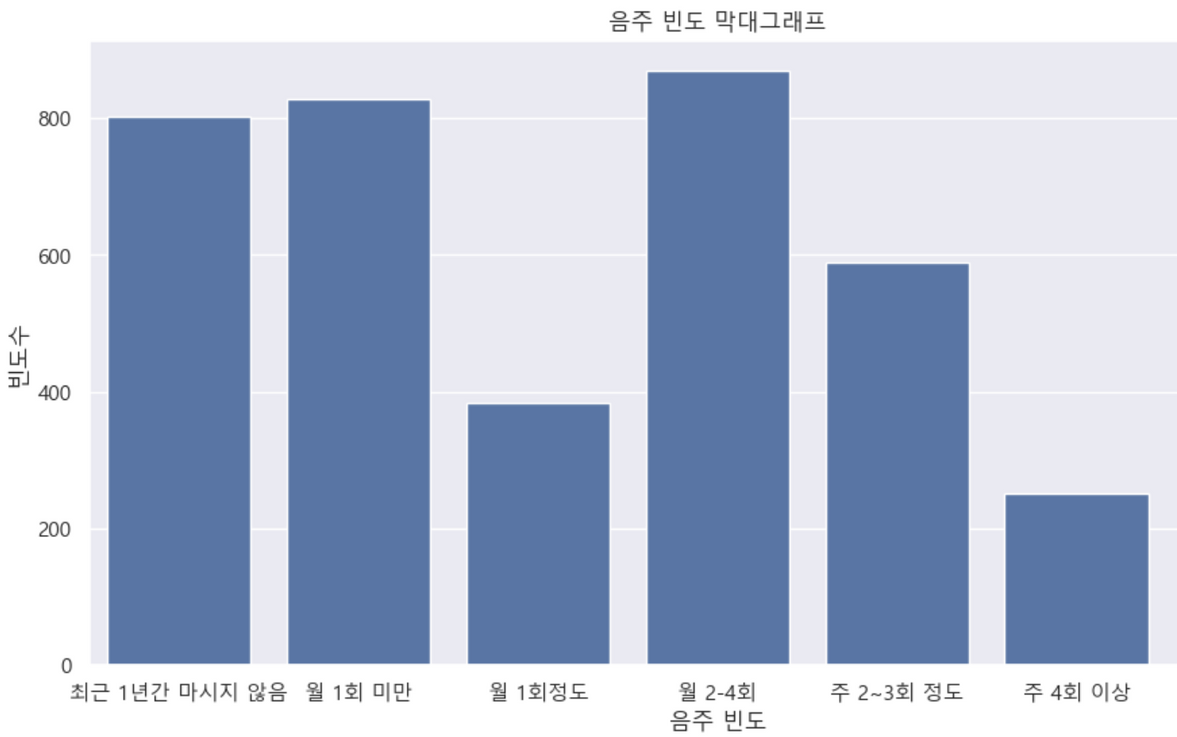 음주 빈도 막대그래프
빈도수
800
600
400
200
0
최근 1년간 마시지 않음 월 1회 미만 월 1회정도 월 2-4회 주 2~3회 정도 주 4회 이상
음주 빈도